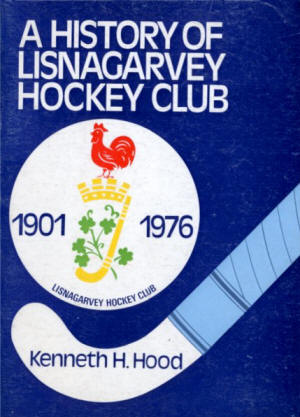 A HISTORY OF
LISNAGARVEY
HOCKEY CLUB
1901 1976
LISNAGARVEY HOCKEY CLUB
Kenneth H. Hood